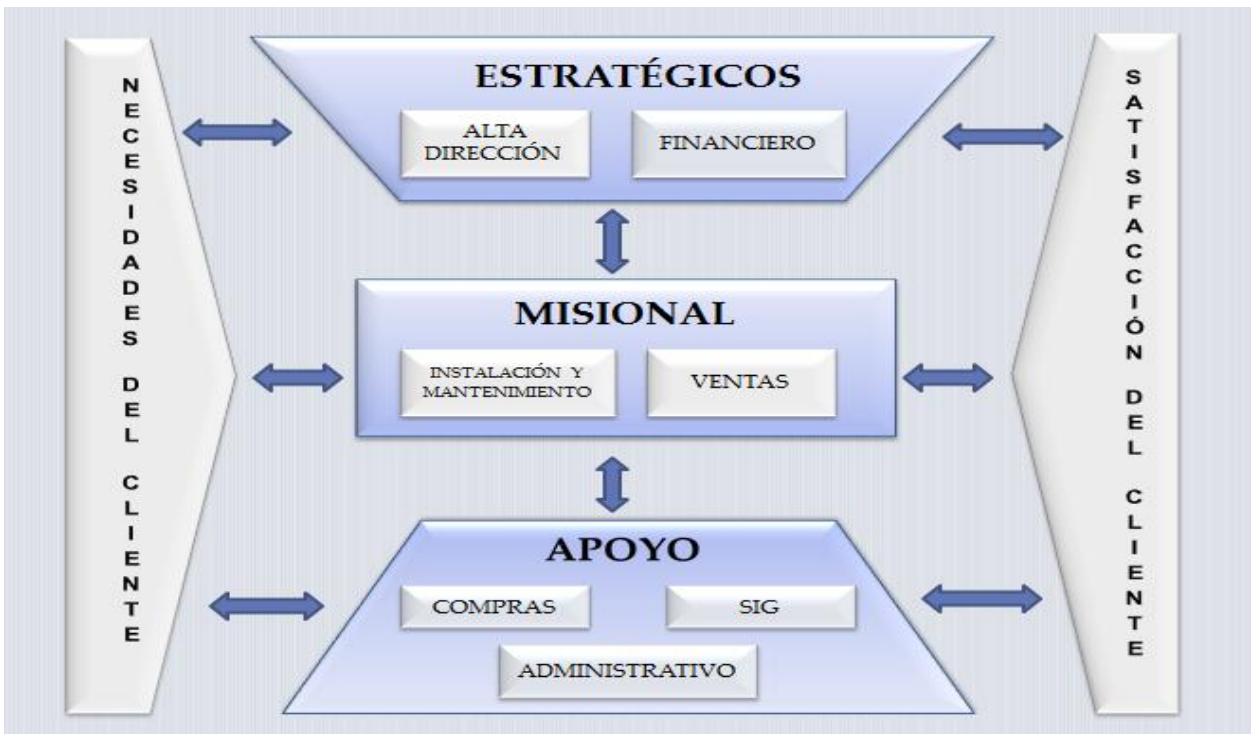 NECESIDADES DEL CLIENTE
ESTRATÉGICOS
ALTA
DIRECCIÓN
FINANCIERO
MISIONAL
INSTALACIÓN Y
MANTENIMIENTO
VENTAS
APOYO
COMPRAS
SIG
ADMINISTRATIVO
SATISFACCIÓN DEL CLIENTE